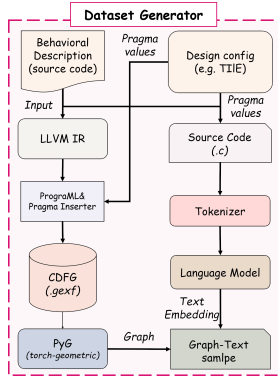 Dataset Generator
Behavioral
Description
(source code)
Pragma
values
Design config
(e.g. TIlE)
Input
Pragma
values
LLVM IR
Source Code
(.c)
PrograML&
Pragma Inserter
Tokenizer
CDFG
(.gexf)
Language Model
Text
Embedding
PyG
(torch-geometric)
Graph
Graph-Text
samlpe